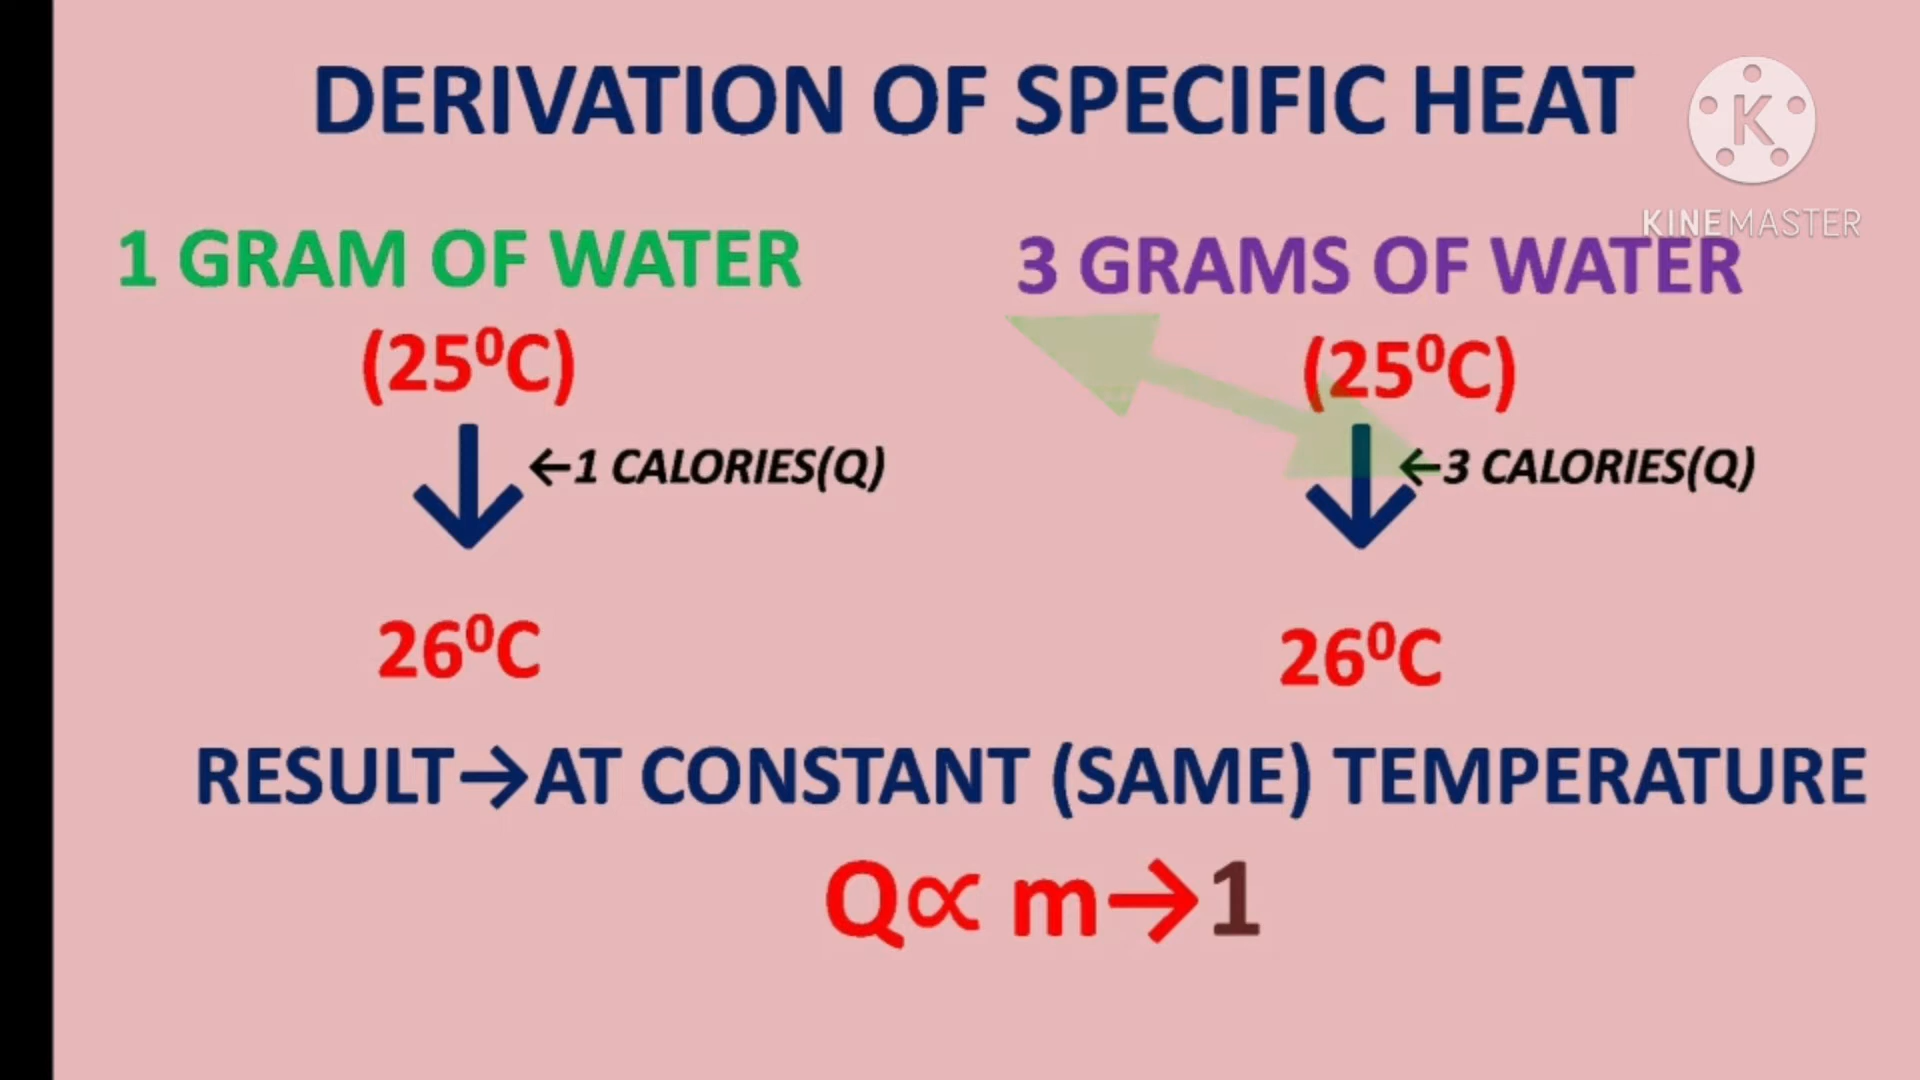 DERIVATION OF SPECIFIC HEAT
K
KINEMASTER
1 GRAM OF WATER
3 GRAMS OF WATER
(25⁰C)
(25⁰C)
←1 CALORIES(Q)
←3 CALORIES(Q)
26⁰C
26⁰C
RESULT→AT CONSTANT (SAME) TEMPERATURE
Q∝ m→1